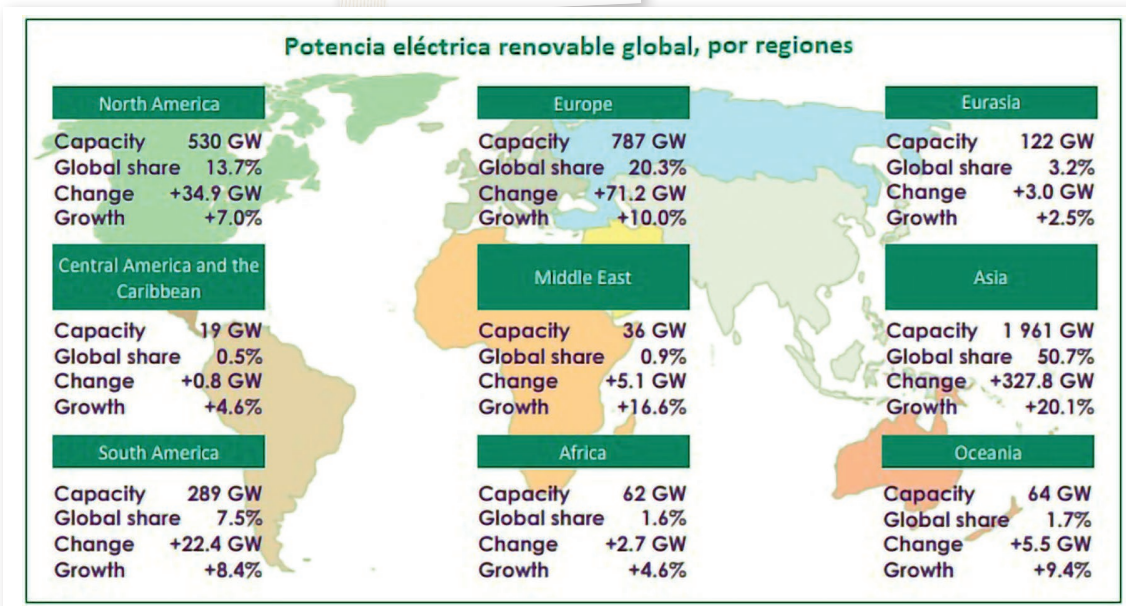 Potencia eléctrica renovable global, por regiones
North America
Capacity 530 GW
Global share 13.7%
Change +34.9 GW
Growth +7.0%
Europe
Capacity 787 GW
Global share 20.3%
Change +71.2 GW
Growth +10.0%
Eurasia
Capacity 122 GW
Global share 3.2%
Change +3.0 GW
Growth +2.5%
Central America and the
Caribbean
Capacity 19 GW
Global share 0.5%
Change +0.8 GW
Growth +4.6%
Middle East
Capacity 36 GW
Global share 0.9%
Change +5.1 GW
Growth +16.6%
Asia
Capacity 1 961 GW
Global share 50.7%
Change +327.8 GW
Growth +20.1%
South America
Capacity 289 GW
Global share 7.5%
Change +22.4 GW
Growth +8.4%
Africa
Capacity 62 GW
Global share 1.6%
Change +2.7 GW
Growth +4.6%
Oceania
Capacity 64 GW
Global share 1.7%
Change +5.5 GW
Growth +9.4%